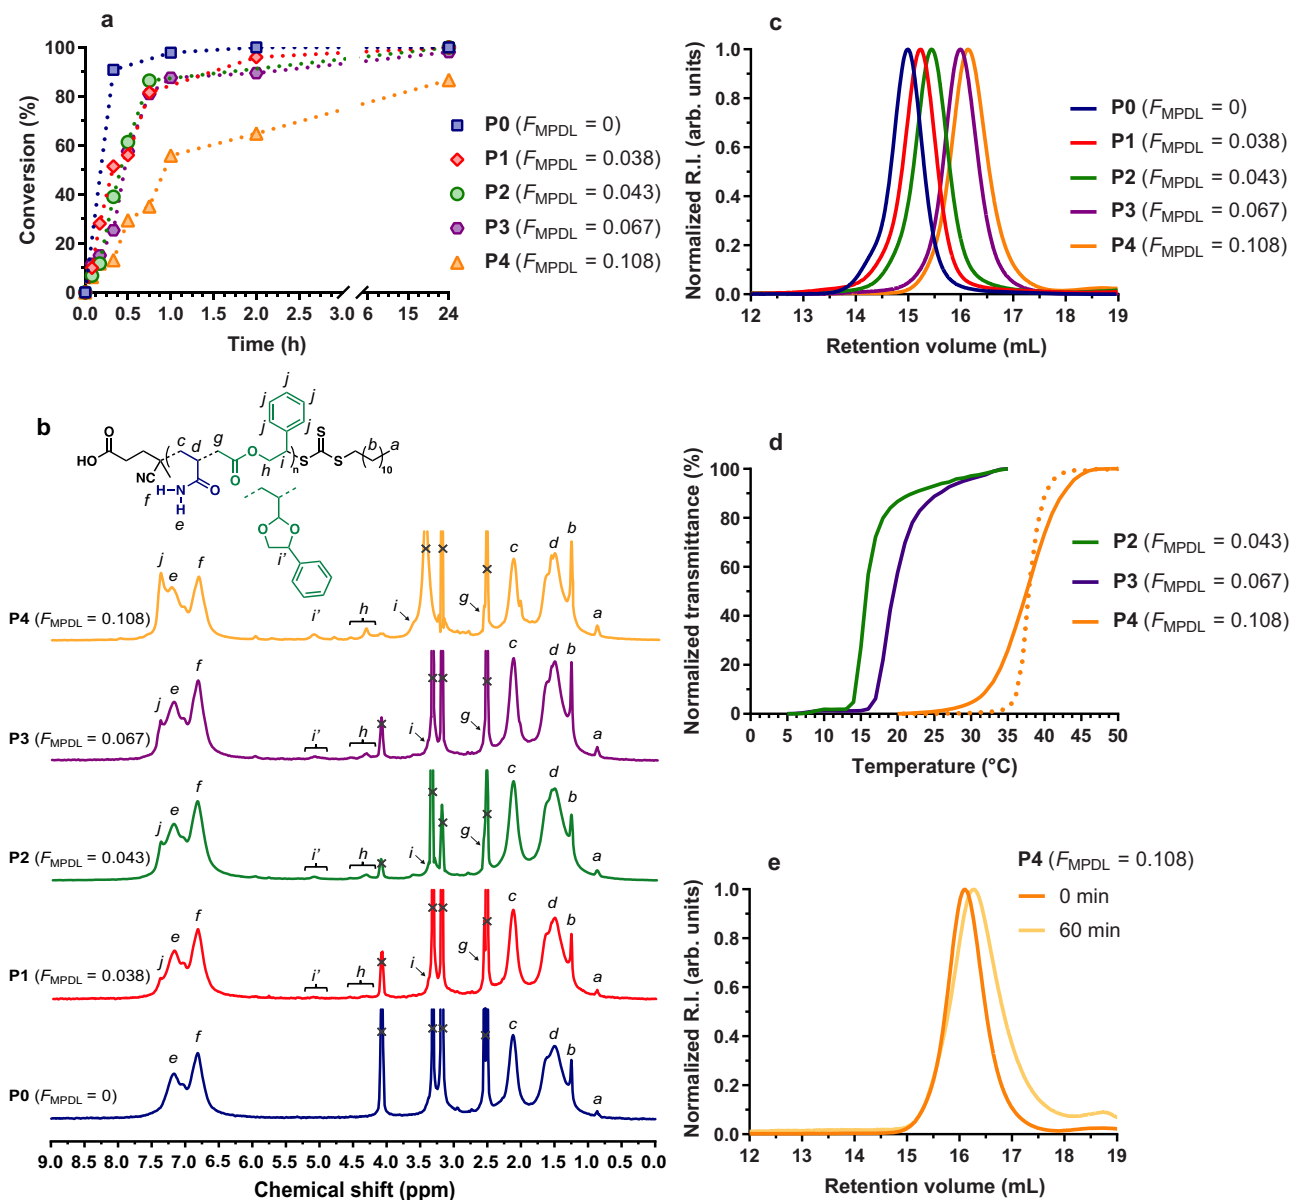 a
100
80
60
40
20
0
Conversion (%)
0.0 0.5 1.0 1.5 2.0 2.5 3.0 6 15 24
Time (h)
P0 (FMPDL = 0)
P1 (FMPDL = 0.038)
P2 (FMPDL = 0.043)
P3 (FMPDL = 0.067)
P4 (FMPDL = 0.108)
c
1.0
0.8
0.6
0.4
0.2
0.0
Normalized R.I. (arb. units)
12 13 14 15 16 17 18 19
Retention volume (mL)
P0 (FMPDL = 0)
P1 (FMPDL = 0.038)
P2 (FMPDL = 0.043)
P3 (FMPDL = 0.067)
P4 (FMPDL = 0.108)
b
j
j j
j j
c g
d
O
HO
NC
O
O
h i
n
S
S
S
b a
10
f
H N O
H
e
O O
i'
j e f i' h i g c d b a
P4 (FMPDL = 0.108)
j e f i' h i g c d b a
P3 (FMPDL = 0.067)
j e f i' h i g c d b a
P2 (FMPDL = 0.043)
j e f i' h i g c d b a
P1 (FMPDL = 0.038)
e f c d b a
P0 (FMPDL = 0)
9.0 8.5 7.5 7.0 6.5 6.0 5.5 5.0 4.5 4.0 3.5 3.0 2.5 2.0 1.5 1.0 0.5 0.0
Chemical shift (ppm)
d
100
80
60
40
20
0
Normalized transmittance (%)
0 5 10 15 20 25 30 35 40 45 50
Temperature (°C)
P2 (FMPDL = 0.043)
P3 (FMPDL = 0.067)
P4 (FMPDL = 0.108)
e
P4 (FMPDL = 0.108)
0 min
60 min
1.0
0.8
0.6
0.4
0.2
0.0
Normalized R.I. (arb. units)
12 13 14 15 16 17 18 19
Retention volume (mL)